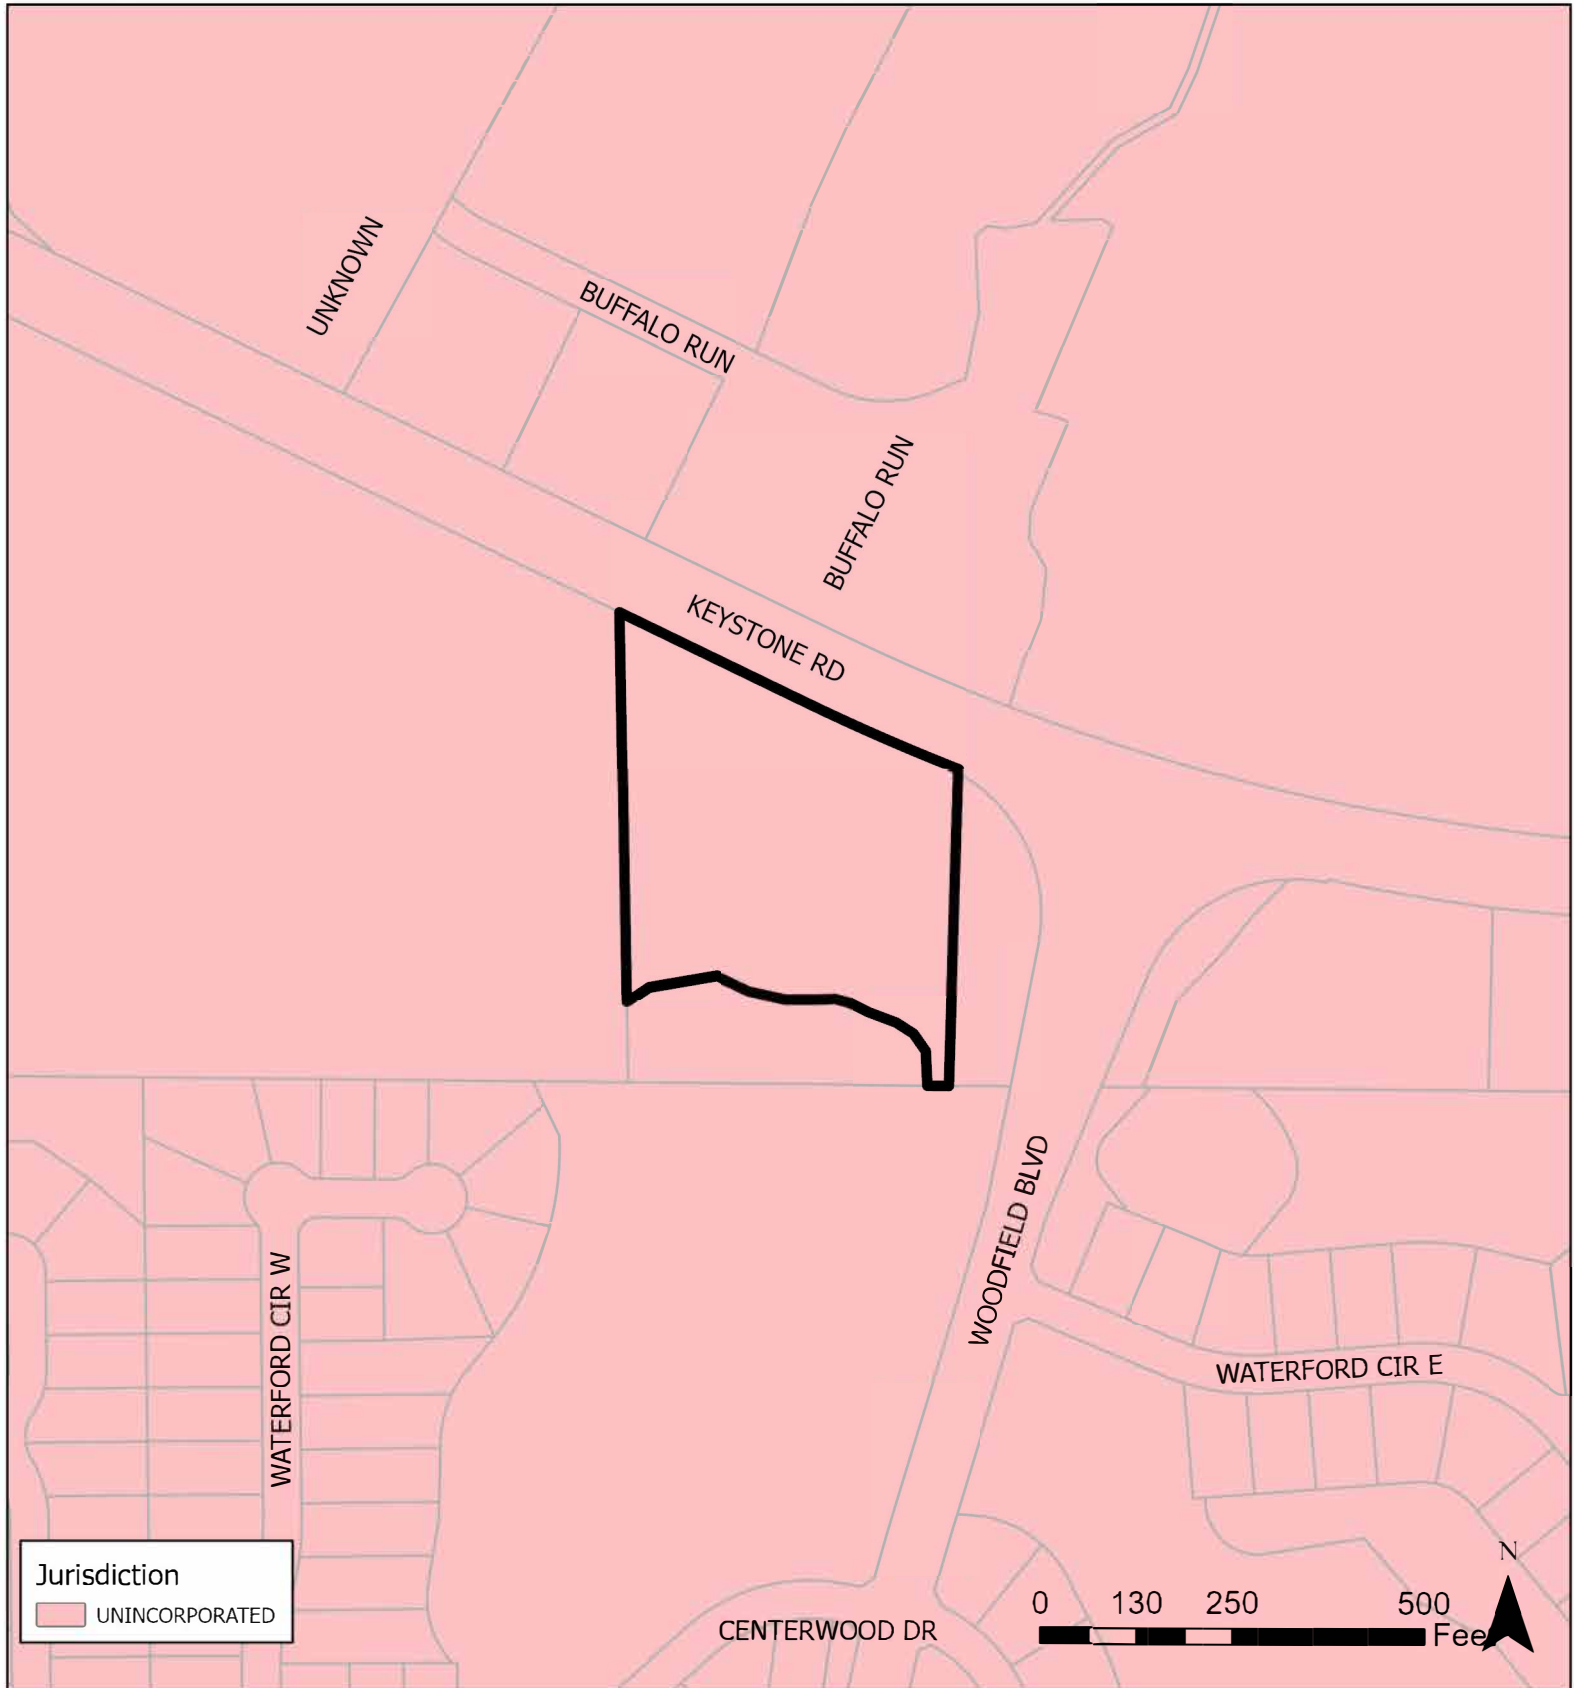 UNKNOWN
BUFFALO RUN
BUFFALO RUN
KEYSTONE RD
WOODFIELD BLVD
WATERFORD CIR W
WATERFORD CIR E
Jurisdiction
UNINCORPORATED
CENTERWOOD DR
N
0 130 250 500
Feet